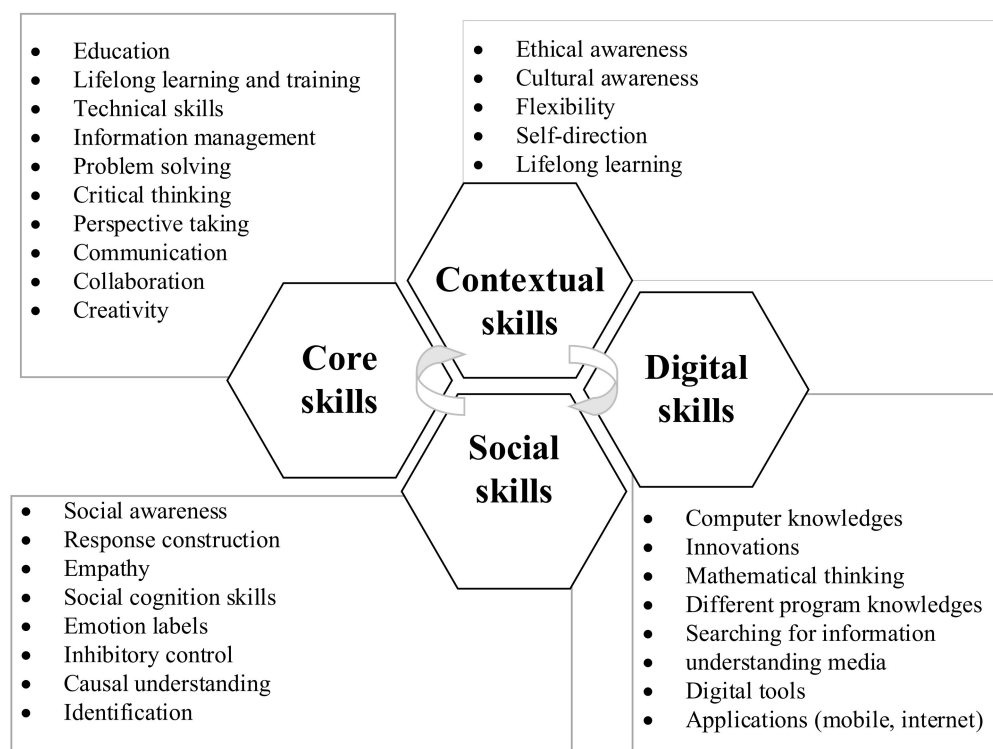 • Education
• Lifelong learning and training
• Technical skills
• Information management
• Problem solving
• Critical thinking
• Perspective taking
• Communication
• Collaboration
• Creativity
• Ethical awareness
• Cultural awareness
• Flexibility
• Self-direction
• Lifelong learning
Contextual
skills
Core
skills
Digital
skills
Social
skills
• Social awareness
• Response construction
• Empathy
• Social cognition skills
• Emotion labels
• Inhibitory control
• Causal understanding
• Identification
• Computer knowledges
• Innovations
• Mathematical thinking
• Different program knowledges
• Searching for information
• understanding media
• Digital tools
• Applications (mobile, internet)